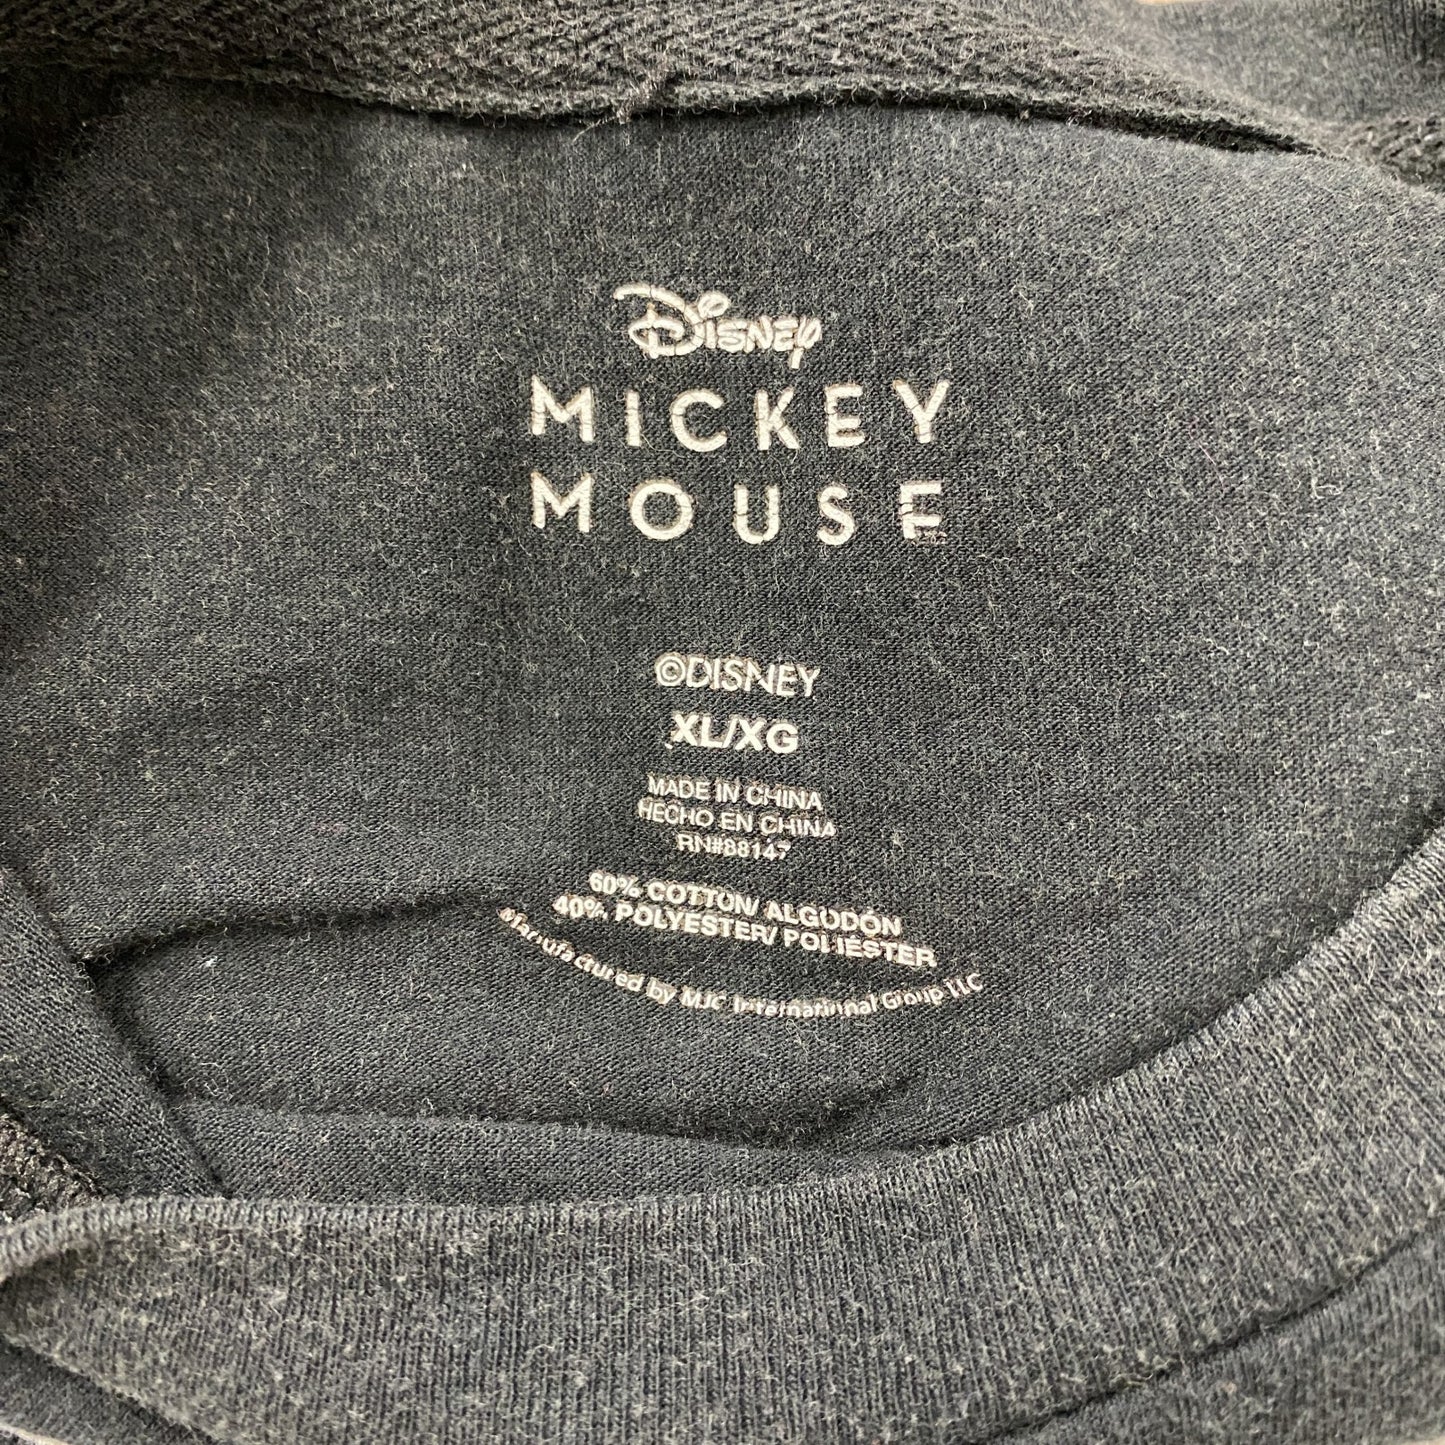 Disney
MICKEY
MOUSE
©DISNEY
XL/XG
MADE IN CHINA
HECHO EN CHINA
RN#88147
60% COTTON/ ALGODÓN
40% POLYESTER/ POLIÉSTER
Manufactured by MJC International Group LLC